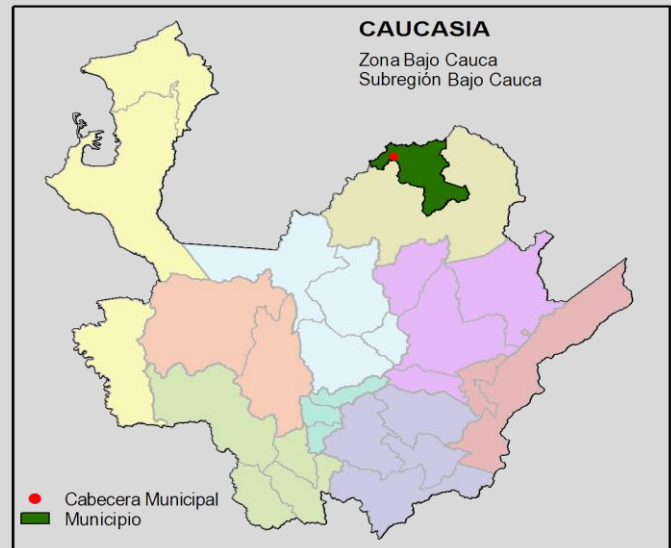 CAUCASIA
Zona Bajo Cauca
Subregión Bajo Cauca
Cabecera Municipal
Municipio